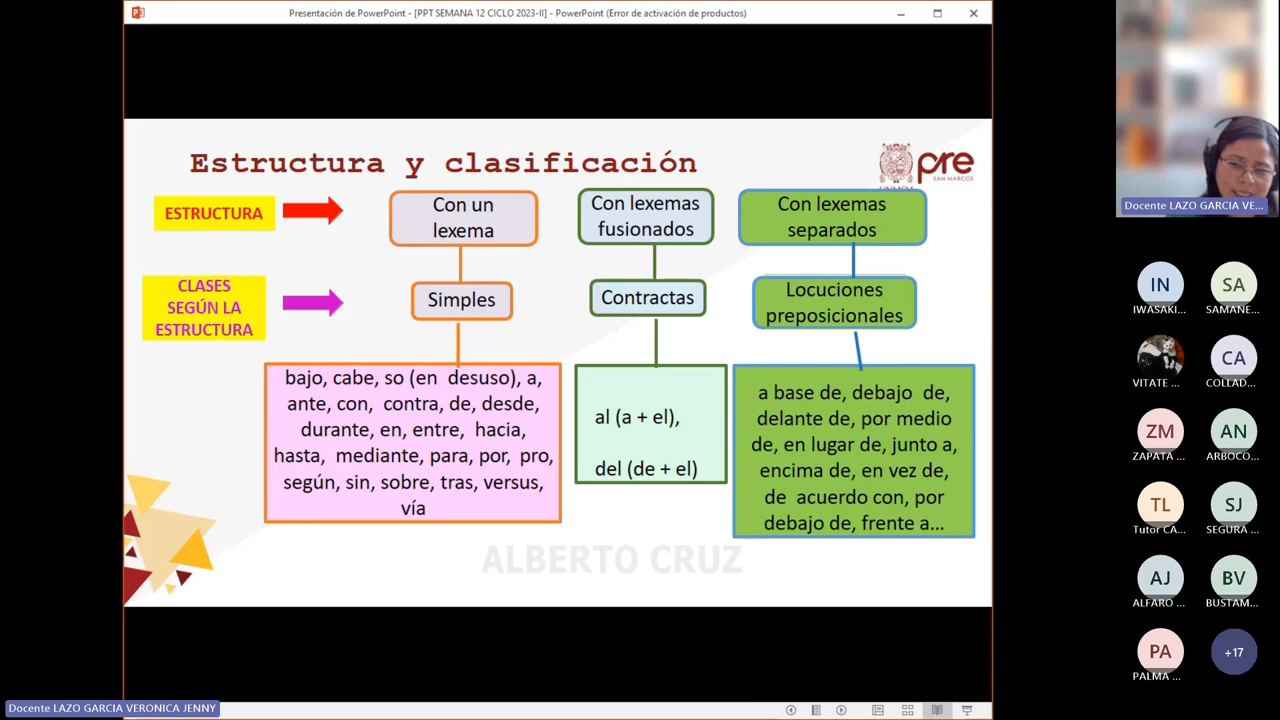 Presentación de PowerPoint - [PPT SEMANA 12 CICLO 2023-II] - PowerPoint (Error de activación de productos)
Estructura y clasificación
pre
SAN MARCOS
ESTRUCTURA
Con un
lexema
Con lexemas
fusionados
Con lexemas
separados
CLASES
SEGÚN LA
ESTRUCTURA
Simples
Contractas
Locuciones
preposicionales
bajo, cabe, so (en desuso), a,
ante, con, contra, de, desde,
durante, en, entre, hacia,
hasta, mediante, para, por, pro,
según, sin, sobre, tras, versus,
vía
al (a + el),
del (de + el)
a base de, debajo de,
delante de, por medio
de, en lugar de, junto a,
encima de, en vez de,
de acuerdo con, por
debajo de, frente a...
ALBERTO CRUZ
Docente LAZO GARCIA VERONICA JENNY
Docente LAZO GARCIA VE...
IN
IWASAKI...
SA
SAMANE...
VITATE ...
CA
COLLAD...
ZM
ZAPATA ...
AN
ARBOCO...
TL
Tutor CA...
SJ
SEGURA ...
AJ
ALFARO ...
BV
BUSTAM...
PA
PALMA ...
+17